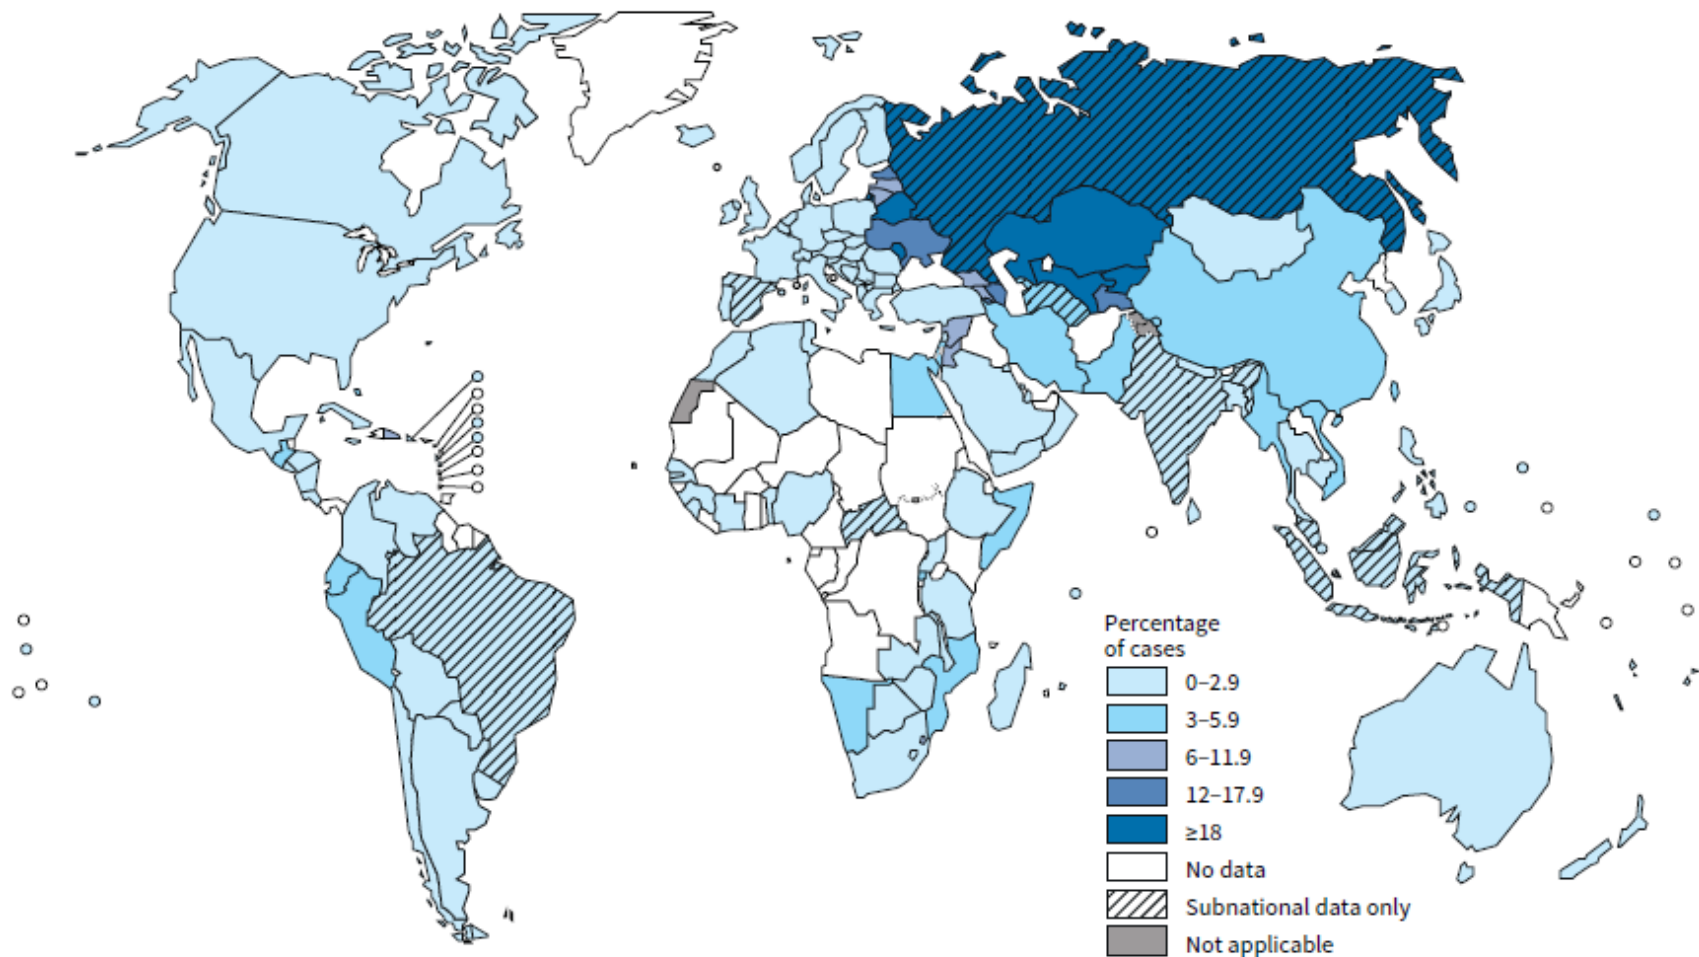 Percentage
of cases
0–2.9
3–5.9
6–11.9
12–17.9
≥18
No data
Subnational data only
Not applicable